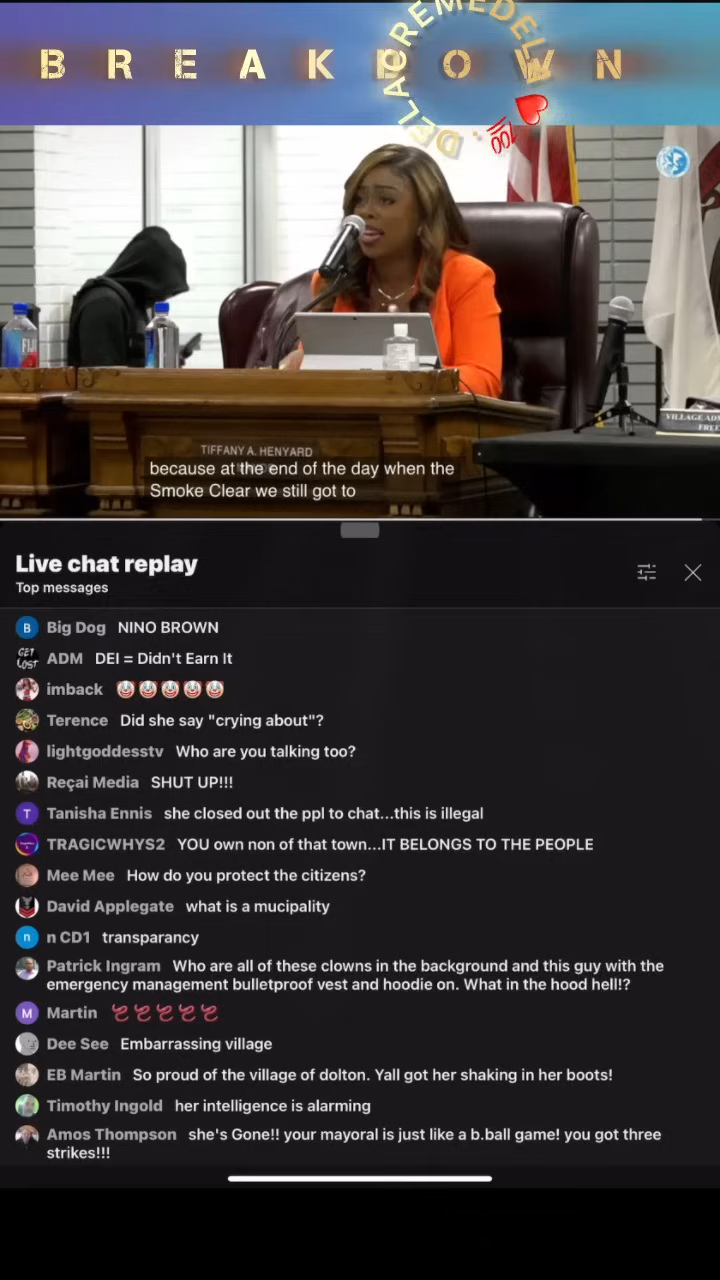 BREAKDOWN
DELACREMEDELA
100
FIJI
TIFFANY A. HENYARD
because at the end of the day when the
Smoke Clear we still got to
Live chat replay
Top messages
B Big Dog NINO BROWN
GET LOST ADM DEI = Didn't Earn It
imback 🤡🤡🤡🤡🤡
Terence Did she say "crying about"?
lightgoddesstv Who are you talking too?
Reçai Media SHUT UP!!!
T Tanisha Ennis she closed out the ppl to chat...this is illegal
TRAGICWHYS2 YOU own non of that town...IT BELONGS TO THE PEOPLE
Mee Mee How do you protect the citizens?
David Applegate what is a mucipality
n n CD1 transparancy
Patrick Ingram Who are all of these clowns in the background and this guy with the
emergency management bulletproof vest and hoodie on. What in the hood hell!?
M Martin
Dee See Embarrassing village
EB Martin So proud of the village of dolton. Yall got her shaking in her boots!
Timothy Ingold her intelligence is alarming
Amos Thompson she's Gone!! your mayoral is just like a b.ball game! you got three
strikes!!!